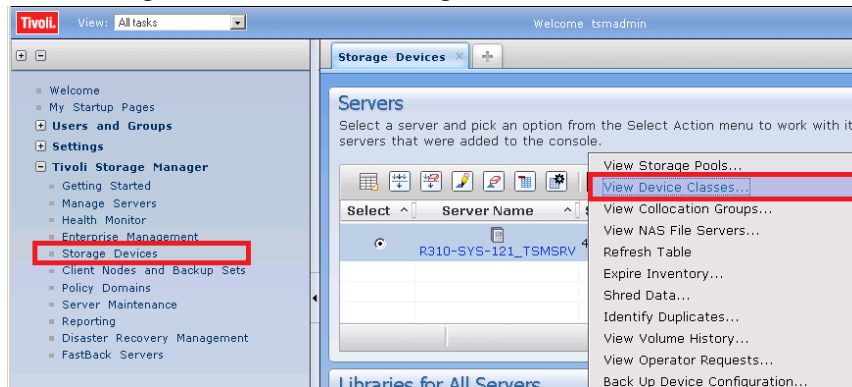 Tivoli. View: All tasks Welcome tsmadmin
Storage Devices
Welcome
My Startup Pages
Users and Groups
Settings
Tivoli Storage Manager
Getting Started
Manage Servers
Health Monitor
Enterprise Management
Storage Devices
Client Nodes and Backup Sets
Policy Domains
Server Maintenance
Reporting
Disaster Recovery Management
FastBack Servers
Servers
Select a server and pick an option from the Select Action menu to work with it
servers that were added to the console.
Select ^ Server Name ^
R310-SYS-121_TSMSRV 4
View Storage Pools...
View Device Classes...
View Collocation Groups...
View NAS File Servers...
Refresh Table
Expire Inventory...
Shred Data...
Identify Duplicates...
View Volume History...
View Operator Requests...
Back Up Device Configuration...
Libraries for All Servers